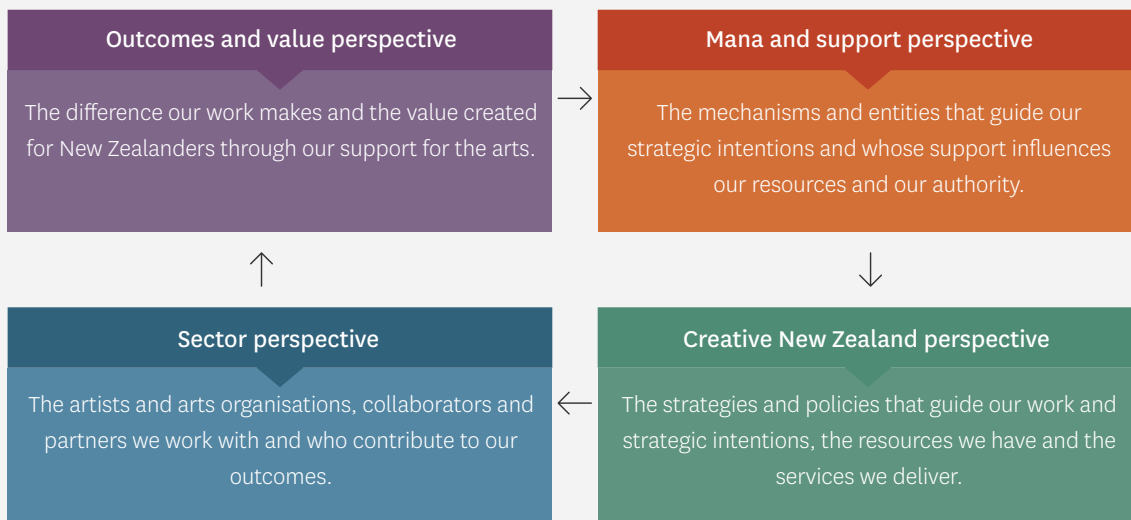 Outcomes and value perspective
The difference our work makes and the value created
for New Zealanders through our support for the arts.
Mana and support perspective
The mechanisms and entities that guide our
strategic intentions and whose support influences
our resources and our authority.
Sector perspective
The artists and arts organisations, collaborators and
partners we work with and who contribute to our
outcomes.
Creative New Zealand perspective
The strategies and policies that guide our work and
strategic intentions, the resources we have and the
services we deliver.